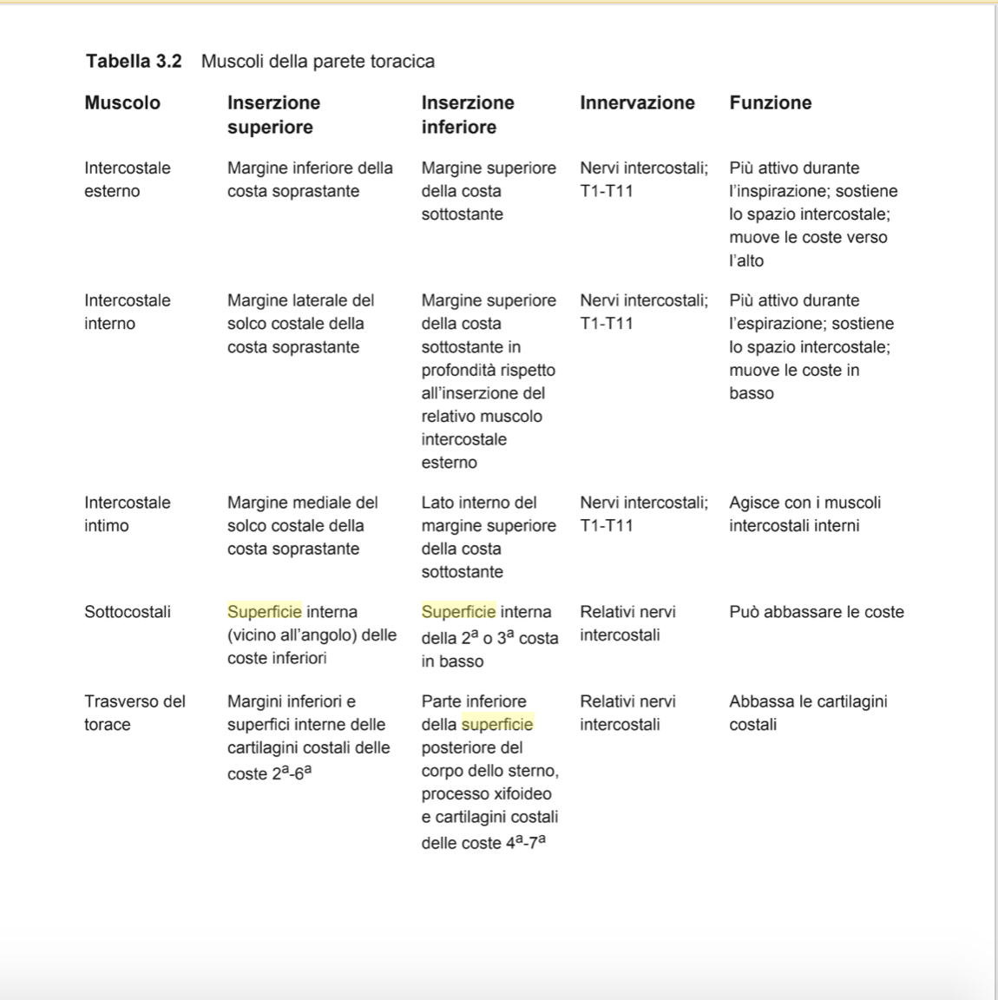 Tabella 3.2 Muscoli della parete toracica
Muscolo Inserzione superiore Inserzione inferiore Innervazione Funzione
Intercostale esterno
Margine inferiore della
costa soprastante
Margine superiore
della costa
sottostante
Nervi intercostali;
T1-T11
Più attivo durante
l'inspirazione; sostiene
lo spazio intercostale;
muove le coste verso
l'alto
Intercostale
interno
Margine laterale del
solco costale della
costa soprastante
Margine superiore
della costa
sottostante in
profondità rispetto
all'inserzione del
relativo muscolo
intercostale
esterno
Nervi intercostali;
T1-T11
Più attivo durante
l'espirazione; sostiene
lo spazio intercostale;
muove le coste in
basso
Intercostale
intimo
Margine mediale del
solco costale della
costa soprastante
Lato interno del
margine superiore
della costa
sottostante
Nervi intercostali;
T1-T11
Agisce con i muscoli
intercostali interni
Sottocostali
Superficie interna
(vicino all'angolo) delle
coste inferiori
Superficie interna
della 2ª o 3ª costa
in basso
Relativi nervi
intercostali
Può abbassare le coste
Trasverso del
torace
Margini inferiori e
superfici interne delle
cartilagini costali delle
coste 2ª-6ª
Parte inferiore
della superficie
posteriore del
corpo dello sterno,
processo xifoideo
e cartilagini costali
delle coste 4ª-7ª
Relativi nervi
intercostali
Abbassa le cartilagini
costali